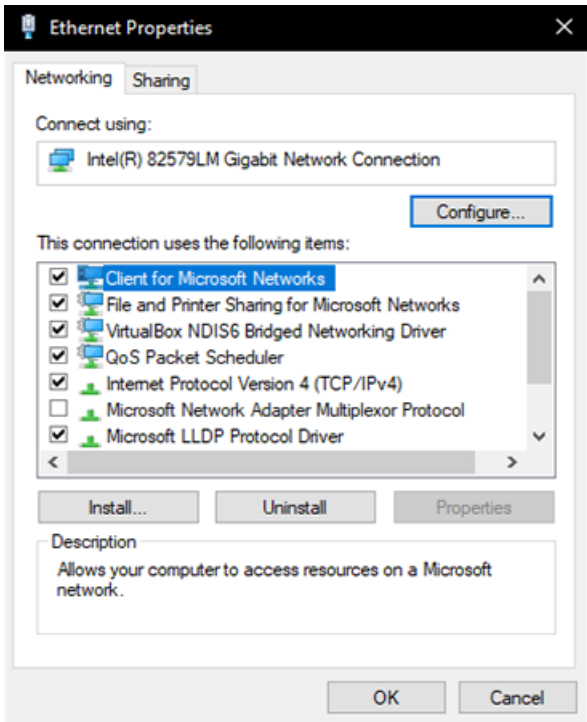 Ethernet Properties
Networking
Sharing
Connect using:
Intel(R) 82579LM Gigabit Network Connection
Configure...
This connection uses the following items:
Client for Microsoft Networks
File and Printer Sharing for Microsoft Networks
VirtualBox NDIS6 Bridged Networking Driver
QoS Packet Scheduler
Internet Protocol Version 4 (TCP/IPv4)
Microsoft Network Adapter Multiplexor Protocol
Microsoft LLDP Protocol Driver
Install...
Uninstall
Properties
Description
Allows your computer to access resources on a Microsoft
network.
OK
Cancel